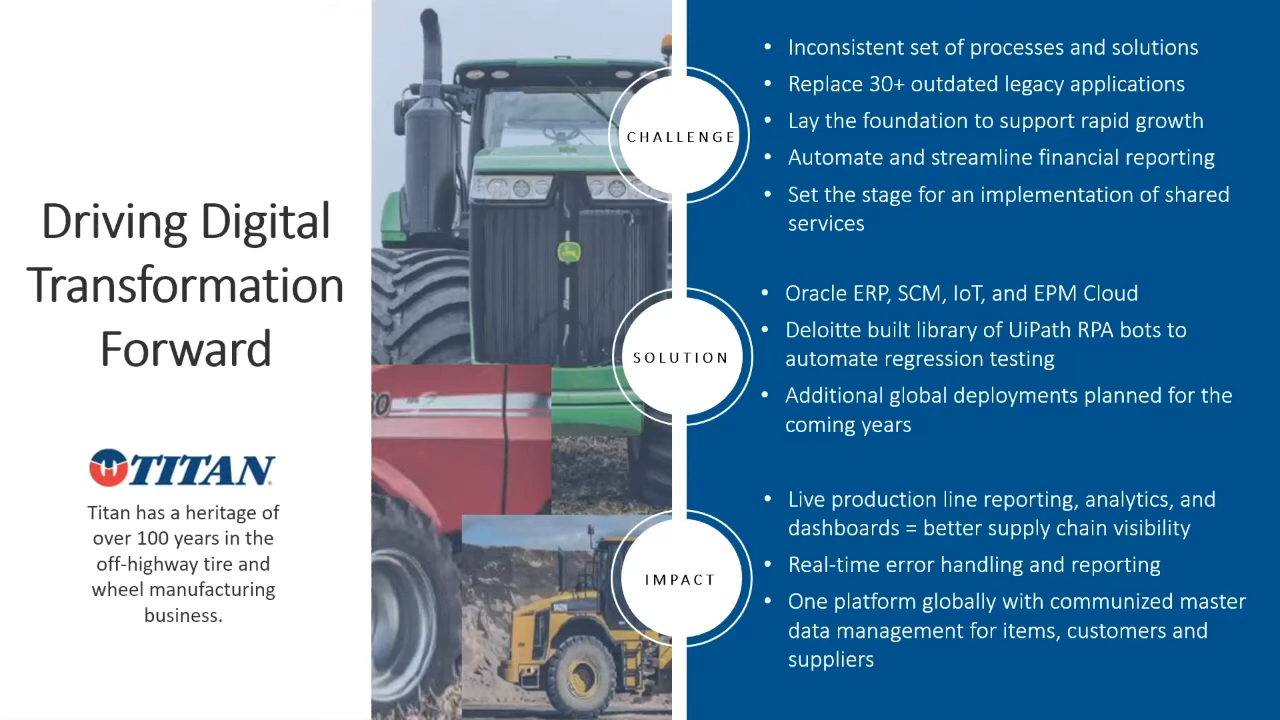 Driving Digital
Transformation
Forward
TITAN
Titan has a heritage of
over 100 years in the
off-highway tire and
wheel manufacturing
business.
CHALLENGE
• Inconsistent set of processes and solutions
• Replace 30+ outdated legacy applications
• Lay the foundation to support rapid growth
• Automate and streamline financial reporting
• Set the stage for an implementation of shared
services
SOLUTION
• Oracle ERP, SCM, IoT, and EPM Cloud
• Deloitte built library of UiPath RPA bots to
automate regression testing
• Additional global deployments planned for the
coming years
IMPACT
• Live production line reporting, analytics, and
dashboards = better supply chain visibility
• Real-time error handling and reporting
• One platform globally with communized master
data management for items, customers and
suppliers